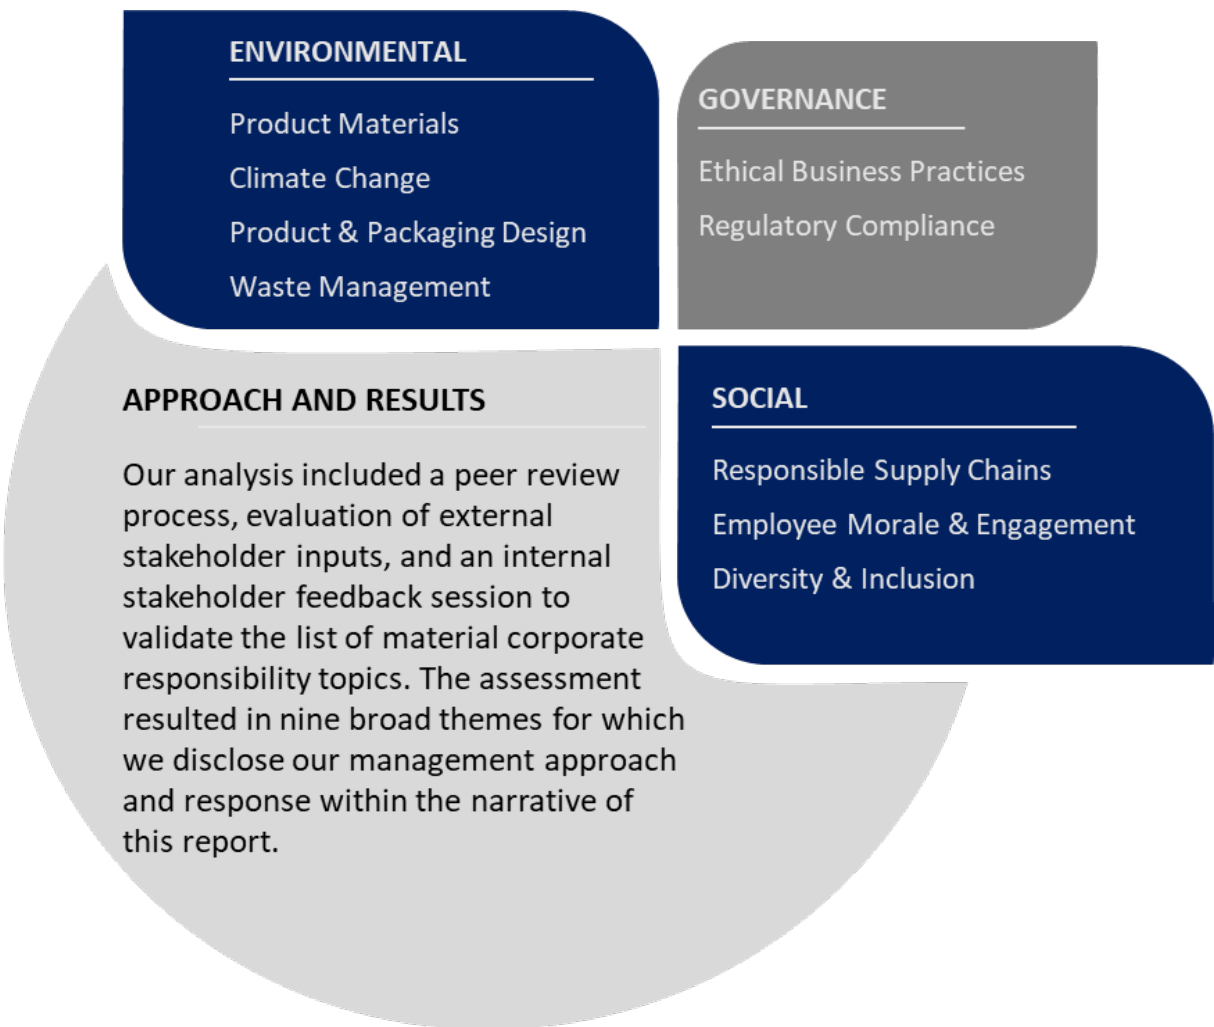 ENVIRONMENTAL
Product Materials
Climate Change
Product & Packaging Design
Waste Management
GOVERNANCE
Ethical Business Practices
Regulatory Compliance
APPROACH AND RESULTS
Our analysis included a peer review
process, evaluation of external
stakeholder inputs, and an internal
stakeholder feedback session to
validate the list of material corporate
responsibility topics. The assessment
resulted in nine broad themes for which
we disclose our management approach
and response within the narrative of
this report.
SOCIAL
Responsible Supply Chains
Employee Morale & Engagement
Diversity & Inclusion